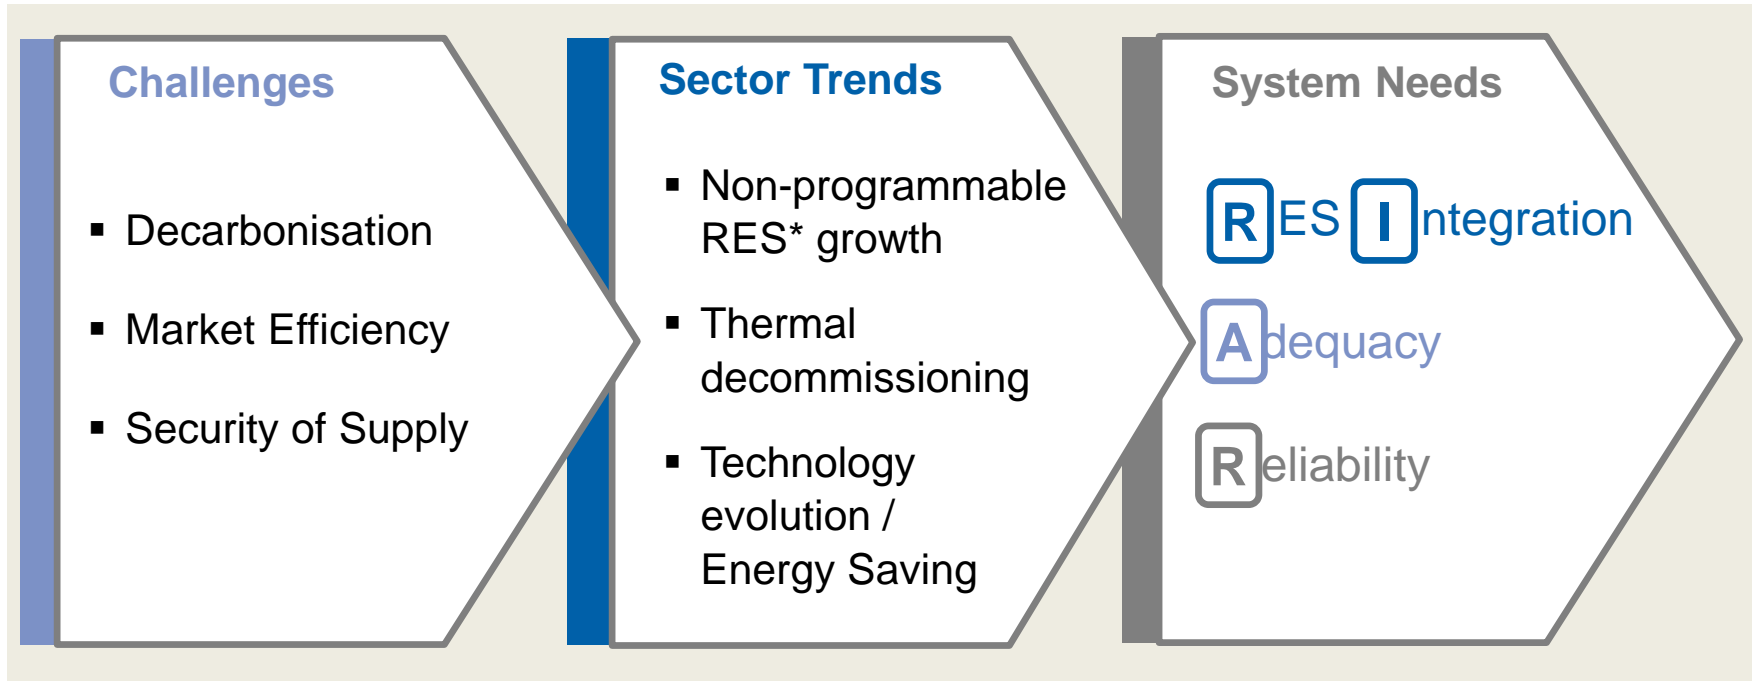 Challenges
▪ Decarbonisation
▪ Market Efficiency
▪ Security of Supply
Sector Trends
▪ Non-programmable
RES* growth
▪ Thermal
decommissioning
▪ Technology
evolution /
Energy Saving
System Needs
RES Integration
Adequacy
Reliability